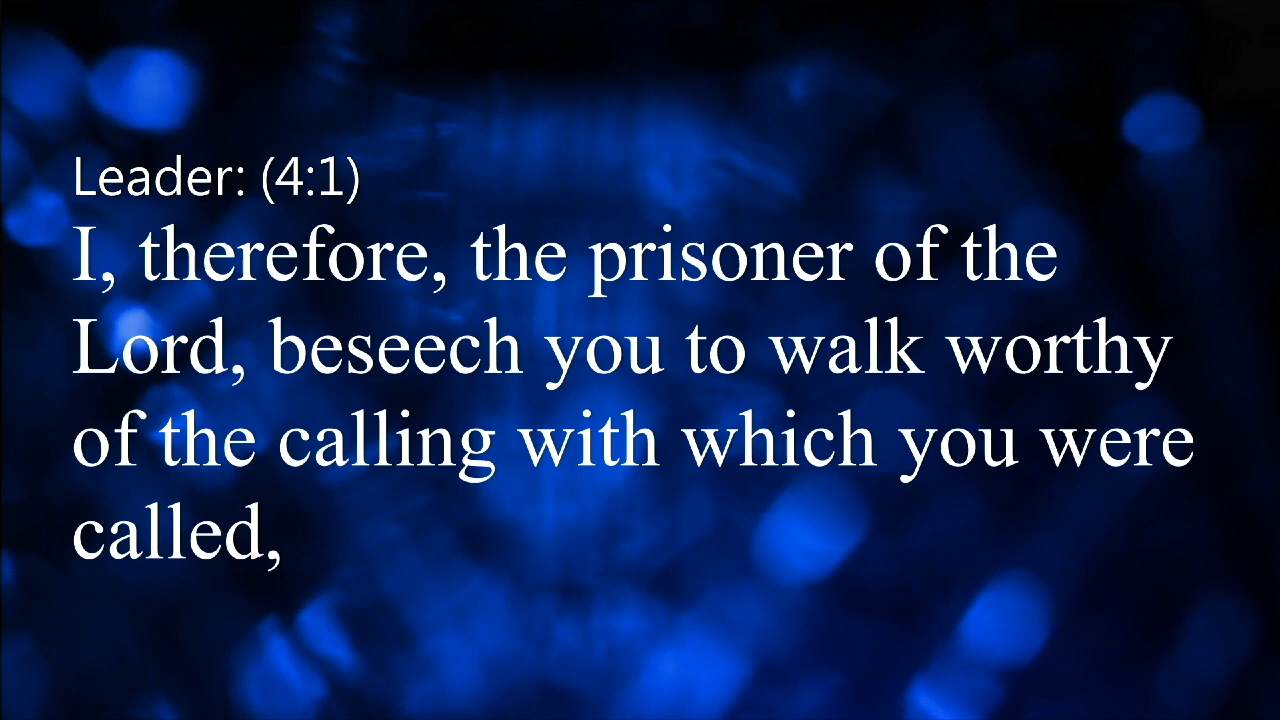 Leader: (4:1)
I, therefore, the prisoner of the
Lord, beseech you to walk worthy
of the calling with which you were
called,